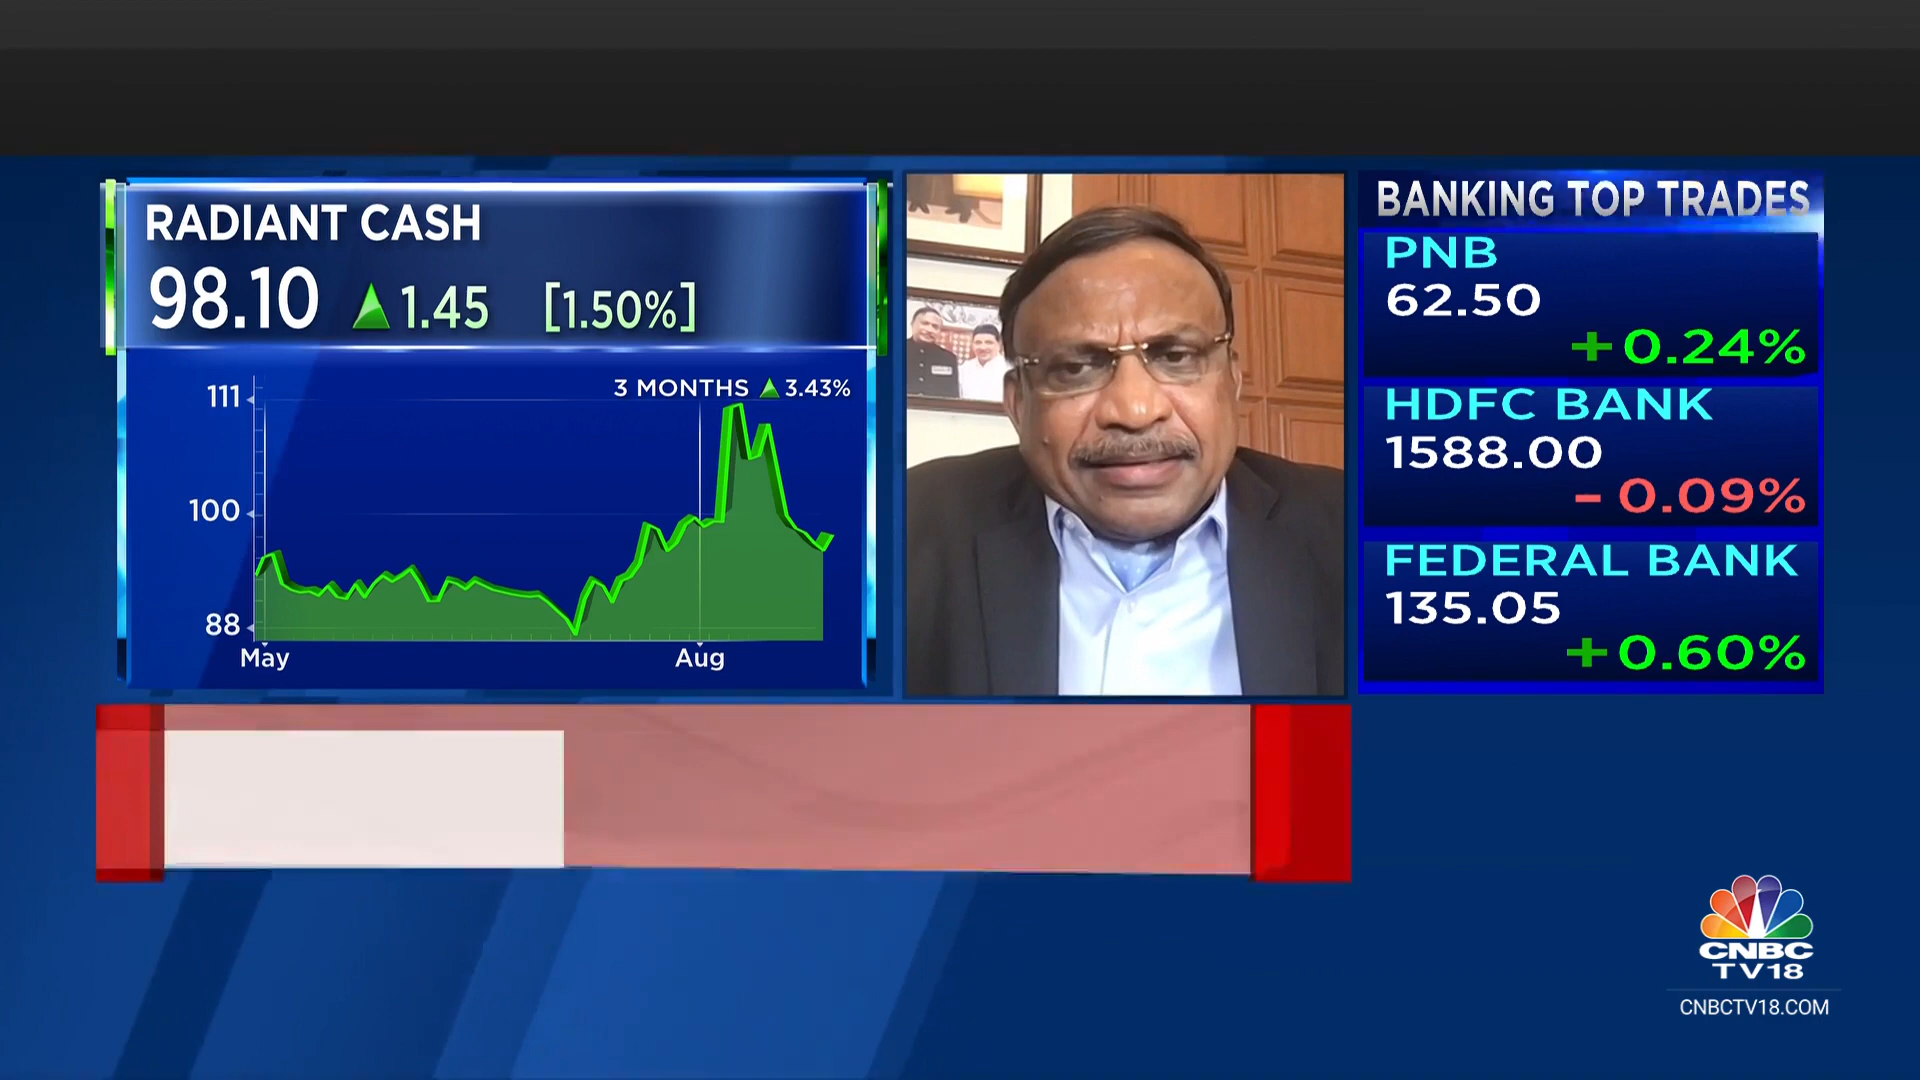 RADIANT CASH
98.10 ▲ 1.45 [1.50%]
3 MONTHS ▲ 3.43%
111
100
88
May Aug
BANKING TOP TRADES
PNB
62.50
+0.24%
HDFC BANK
1588.00
-0.09%
FEDERAL BANK
135.05
+0.60%
CNBC
TV18
CNBCTV18.COM